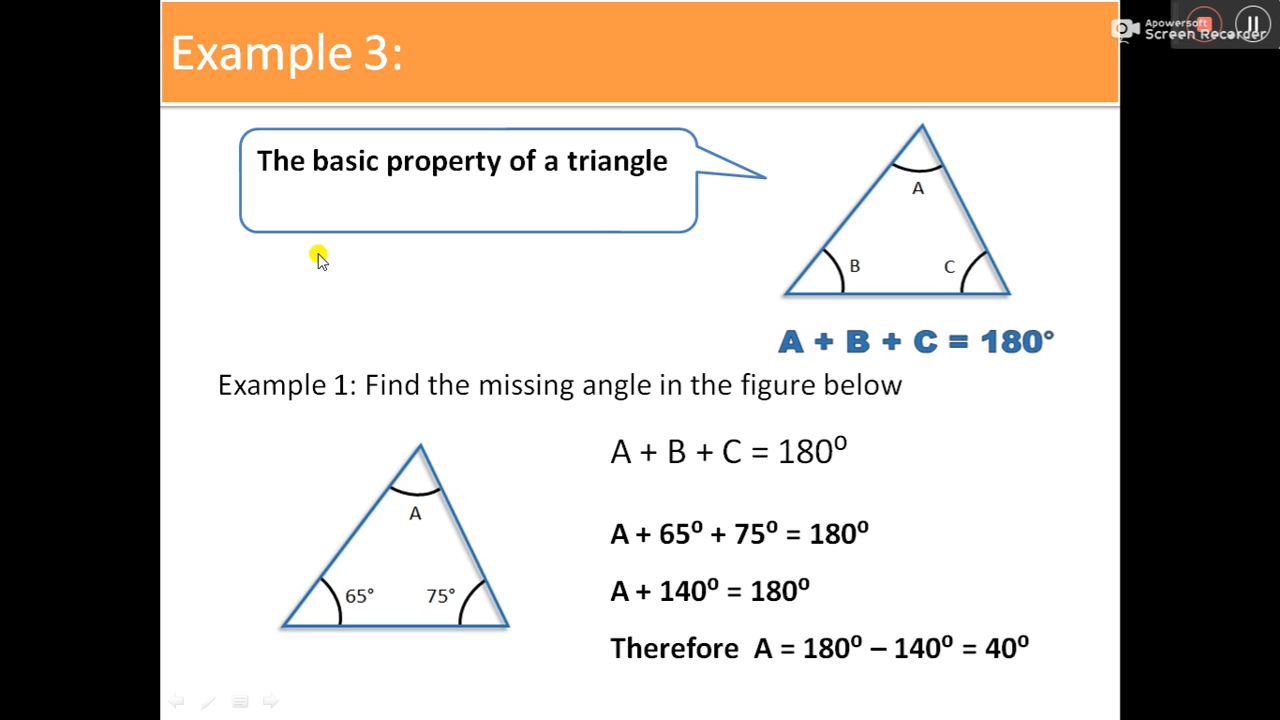 Example 3:
Apowersoft
Screen Recorder
The basic property of a triangle
A
B
C
A + B + C = 180°
Example 1: Find the missing angle in the figure below
A + B + C = 180⁰
A
65°
75°
A + 65⁰ + 75⁰ = 180⁰
A + 140⁰ = 180⁰
Therefore A = 180⁰ – 140⁰ = 40⁰